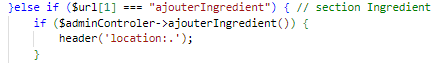 }else if ($url[1] === "ajouterIngredient") { // section Ingredient
if ($adminControler->ajouterIngredient()) {
header('location:.');
}